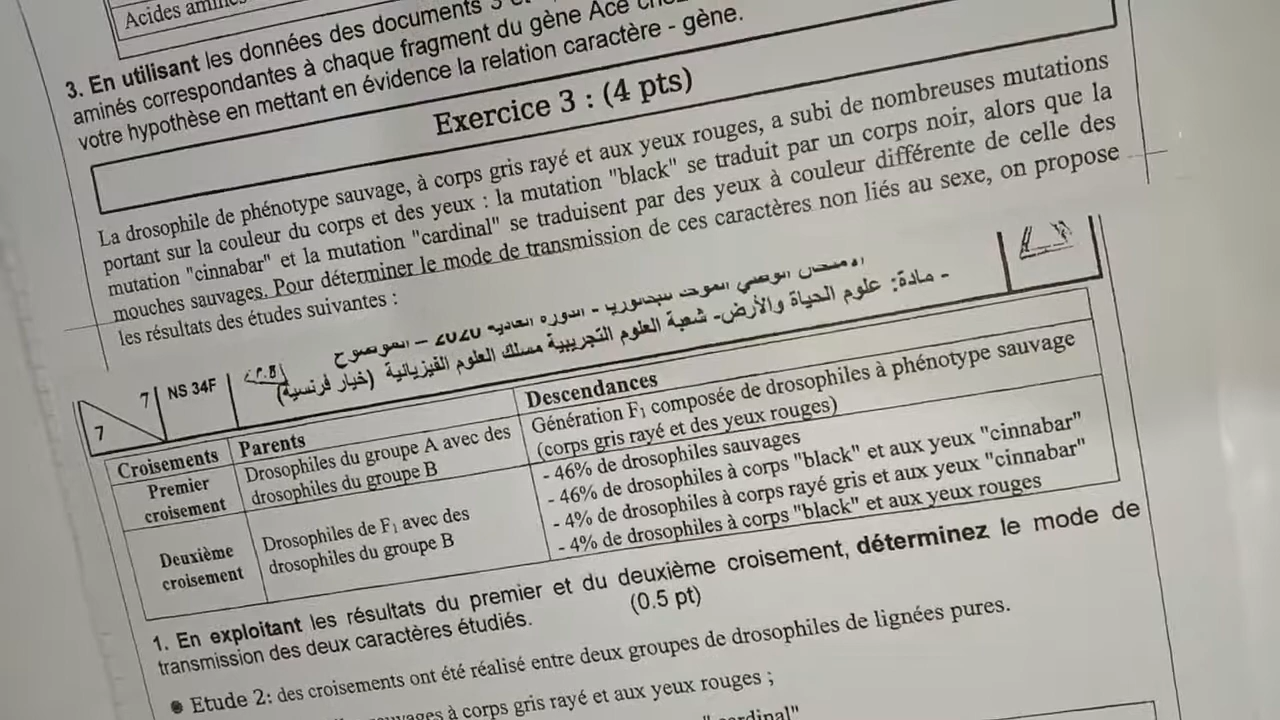 Acides aminés
3. En utilisant les données des documents 3
aminés correspondantes à chaque fragment du gène Ace
votre hypothèse en mettant en évidence la relation caractère - gène.
Exercice 3 : (4 pts)
La drosophile de phénotype sauvage, à corps gris rayé et aux yeux rouges, a subi de nombreuses mutations
portant sur la couleur du corps et des yeux : la mutation "black" se traduit par un corps noir, alors que la
mutation "cinnabar" et la mutation "cardinal" se traduisent par des yeux à couleur différente de celle des
mouches sauvages. Pour déterminer le mode de transmission de ces caractères non liés au sexe, on propose
les résultats des études suivantes :
7
7
NS 34F
- مادة: علوم الحياة والأرض- شعبة العلوم التجريبية مسلك العلوم الفيزيائية (خيار فرنسية)
Croisements Parents Descendances
Premier croisement
Drosophiles du groupe A avec des
drosophiles du groupe B
Génération F₁ composée de drosophiles à phénotype sauvage
(corps gris rayé et des yeux rouges)
Deuxième croisement
Drosophiles de F₁ avec des
drosophiles du groupe B
- 46% de drosophiles sauvages
- 46% de drosophiles à corps "black" et aux yeux "cinnabar"
- 4% de drosophiles à corps rayé gris et aux yeux "cinnabar"
- 4% de drosophiles à corps "black" et aux yeux rouges
1. En exploitant les résultats du premier et du deuxième croisement, déterminez le mode de
transmission des deux caractères étudiés. (0.5 pt)
● Etude 2: des croisements ont été réalisé entre deux groupes de drosophiles de lignées pures.
à corps gris rayé et aux yeux rouges ;